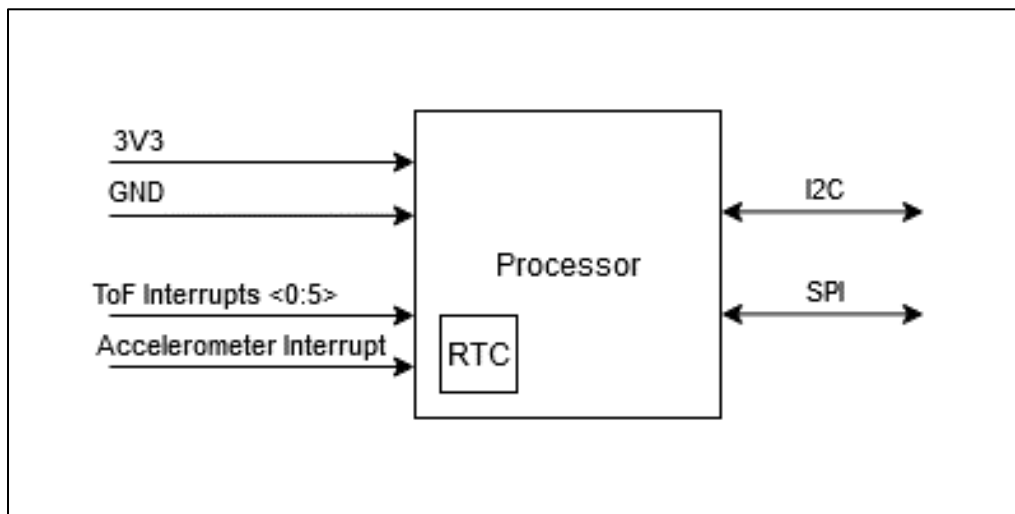 3V3
GND
ToF Interrupts <0:5>
Accelerometer Interrupt
Processor
RTC
I2C
SPI